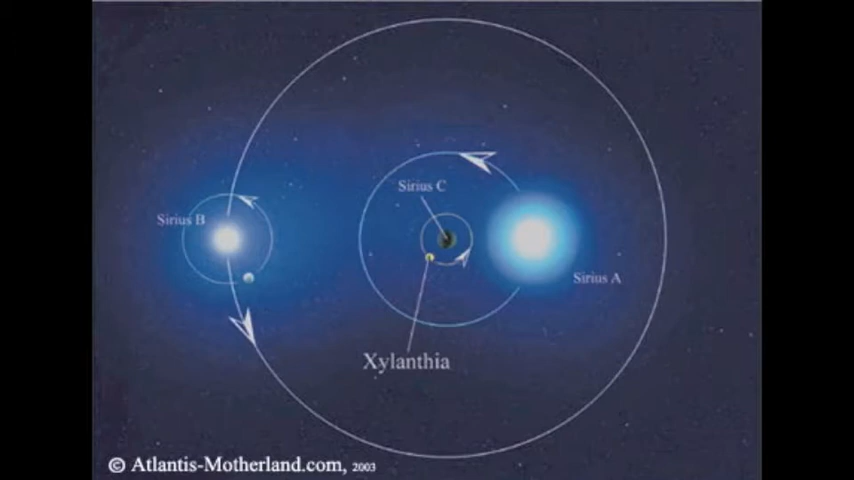 Sirius C
Sirius B
Sirius A
Xylanthia
© Atlantis-Motherland.com, 2003